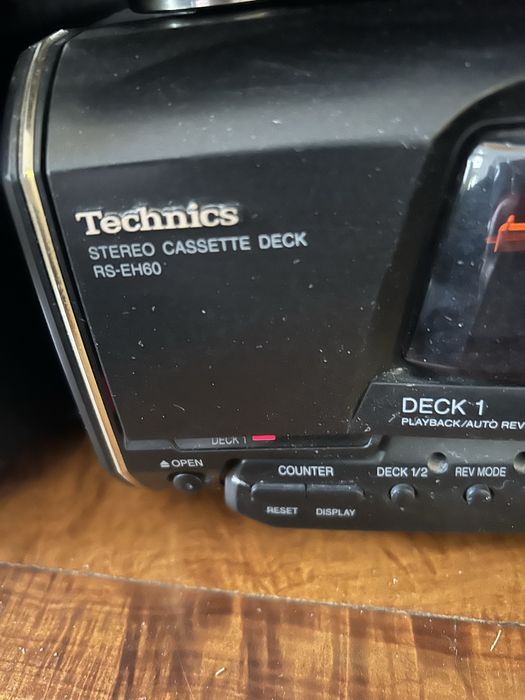 Technics
STEREO CASSETTE DECK
RS-EH60
DECK 1
PLAYBACK/AUTO REV
DECK 1
⏏ OPEN
COUNTER
DECK 1/2
REV MODE
RESET
DISPLAY